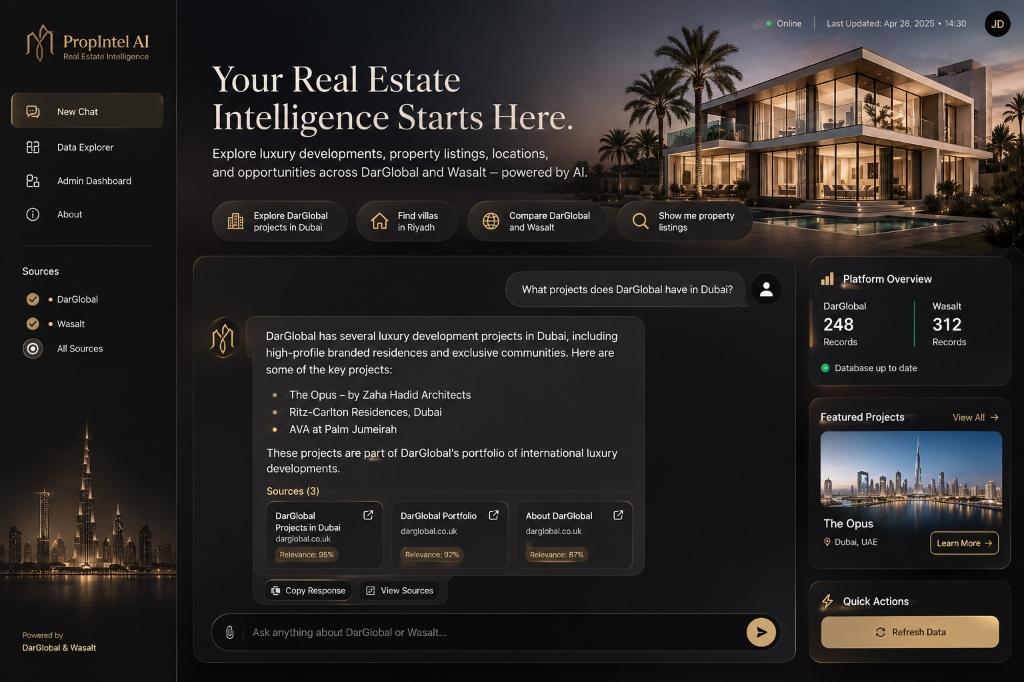 PropIntel AI
Real Estate Intelligence
New Chat
Data Explorer
Admin Dashboard
About
Sources
DarGlobal
Wasalt
All Sources
Powered by
DarGlobal & Wasalt
Online
Last Updated: Apr 26, 2025 • 14:30
JD
Your Real Estate
Intelligence Starts Here.
Explore luxury developments, property listings, locations,
and opportunities across DarGlobal and Wasalt — powered by AI.
Explore DarGlobal
projects in Dubai
Find villas
in Riyadh
Compare DarGlobal
and Wasalt
Show me property
listings
What projects does DarGlobal have in Dubai?
DarGlobal has several luxury development projects in Dubai, including
high-profile branded residences and exclusive communities. Here are
some of the key projects:
• The Opus – by Zaha Hadid Architects
• Ritz-Carlton Residences, Dubai
• AVA at Palm Jumeirah
These projects are part of DarGlobal's portfolio of international luxury
developments.
Sources (3)
DarGlobal
Projects in Dubai
darglobal.co.uk
Relevance: 95%
DarGlobal Portfolio
darglobal.co.uk
Relevance: 92%
About DarGlobal
darglobal.co.uk
Relevance: 87%
Copy Response
View Sources
Ask anything about DarGlobal or Wasalt...
Platform Overview
DarGlobal
248
Records
Wasalt
312
Records
Database up to date
Featured Projects
View All →
The Opus
Dubai, UAE
Learn More →
Quick Actions
Refresh Data